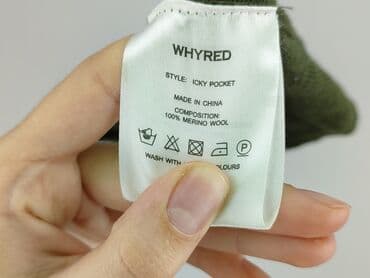 WHYRED
STYLE: ICKY POCKET
MADE IN CHINA
COMPOSITION:
100% MERINO WOOL
P
WASH WITH COLOURS